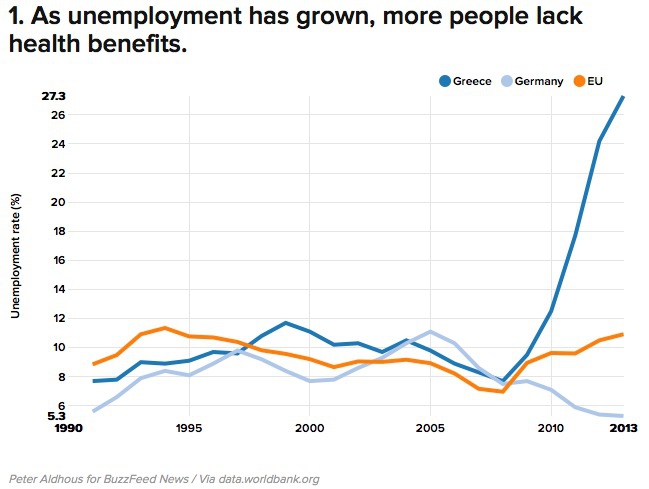 1. As unemployment has grown, more people lack
health benefits.
Greece Germany EU
27.3
26
24
22
20
18
16
14
12
10
8
6
5.3
Unemployment rate (%)
1990 1995 2000 2005 2010 2013
Peter Aldhous for BuzzFeed News / Via data.worldbank.org